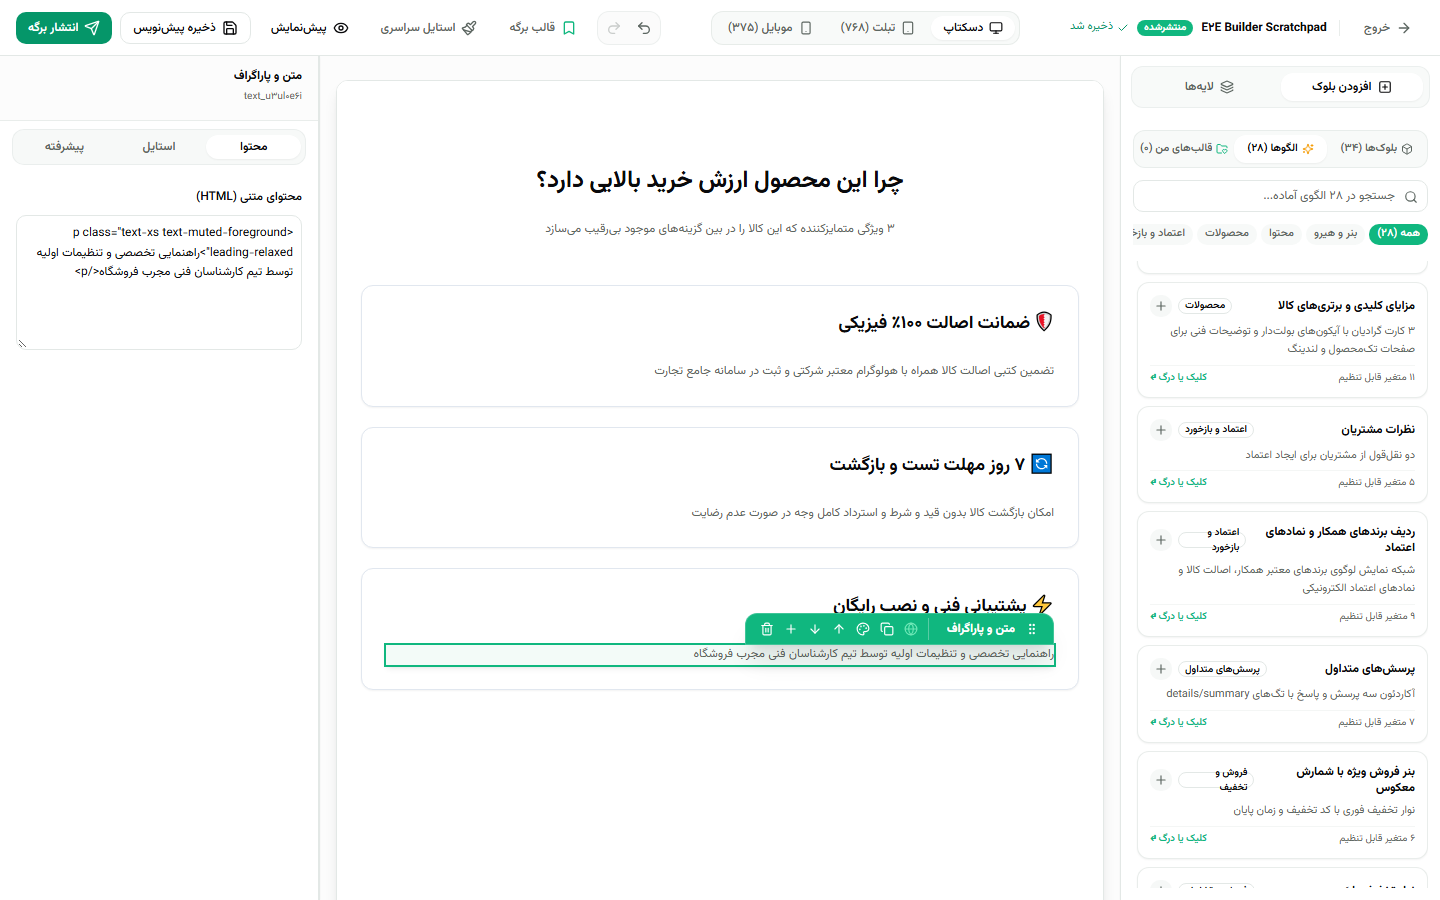 خروج
E۲E Builder Scratchpad
منتشرشده
ذخیره شد
دسکتاپ
تبلت (۷۶۸)
موبایل (۳۷۵)
قالب برگه
استایل سراسری
پیش‌نمایش
ذخیره پیش‌نویس
انتشار برگه
افزودن بلوک
لایه‌ها
بلوک‌ها (۳۴)
الگوها (۲۸)
قالب‌های من (۰)
جستجو در ۲۸ الگوی آماده...
همه (۲۸)
بنر و هیرو
محتوا
محصولات
اعتماد و بازخ
مزایای کلیدی و برتری‌های کالا
محصولات
۳ کارت گرادیان با آیکون‌های بولت‌دار و توضیحات فنی برای
صفحات تک‌محصول و لندینگ
۱۱ متغیر قابل تنظیم
کلیک یا درگ
نظرات مشتریان
اعتماد و بازخورد
دو نقل‌قول از مشتریان برای ایجاد اعتماد
۵ متغیر قابل تنظیم
کلیک یا درگ
ردیف برندهای همکار و نمادهای
اعتماد
اعتماد و
بازخورد
شبکه نمایش لوگوی برندهای معتبر همکار، اصالت کالا و
نمادهای اعتماد الکترونیکی
۹ متغیر قابل تنظیم
کلیک یا درگ
پرسش‌های متداول
پرسش‌های متداول
آکاردئون سه پرسش و پاسخ با تگ‌های details/summary
۷ متغیر قابل تنظیم
کلیک یا درگ
بنر فروش ویژه با شمارش
معکوس
فروش و
تخفیف
نوار تخفیف فوری با کد تخفیف و زمان پایان
۶ متغیر قابل تنظیم
کلیک یا درگ
چرا این محصول ارزش خرید بالایی دارد؟
۳ ویژگی متمایزکننده که این کالا را در بین گزینه‌های موجود بی‌رقیب می‌سازد
ضمانت اصالت ۱۰۰٪ فیزیکی
تضمین کتبی اصالت کالا همراه با هولوگرام معتبر شرکتی و ثبت در سامانه جامع تجارت
۷ روز مهلت تست و بازگشت
امکان بازگشت کالا بدون قید و شرط و استرداد کامل وجه در صورت عدم رضایت
پشتیبانی فنی و نصب رایگان
متن و پاراگراف
راهنمایی تخصصی و تنظیمات اولیه توسط تیم کارشناسان فنی مجرب فروشگاه
متن و پاراگراف
text_u۳ul۰e۶i
محتوا
استایل
پیشرفته
محتوای متنی (HTML)
<p class="text-xs text-muted-foreground
leading-relaxed">راهنمایی تخصصی و تنظیمات اولیه
توسط تیم کارشناسان فنی مجرب فروشگاه</p>